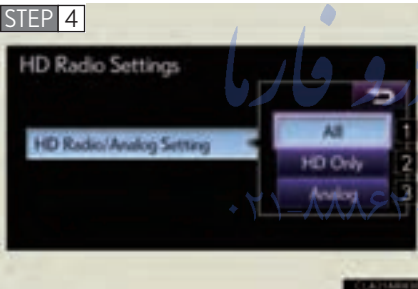 STEP 4
HD Radio Settings
HD Radio/Analog Setting
All
1
HD Only
2
Analog
3